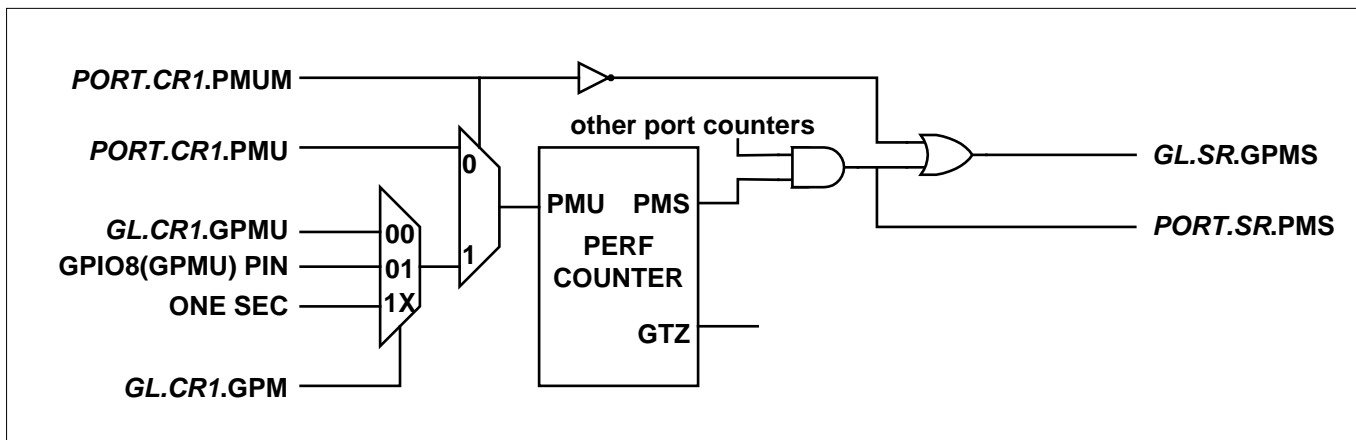 PORT.CR1.PMUM
PORT.CR1.PMU
other port counters
0
GL.SR.GPMS
PMU PMS
GL.CR1.GPMU
00
PORT.SR.PMS
PERF
GPIO8(GPMU) PIN
01
1
COUNTER
ONE SEC
1X
GTZ
GL.CR1.GPM